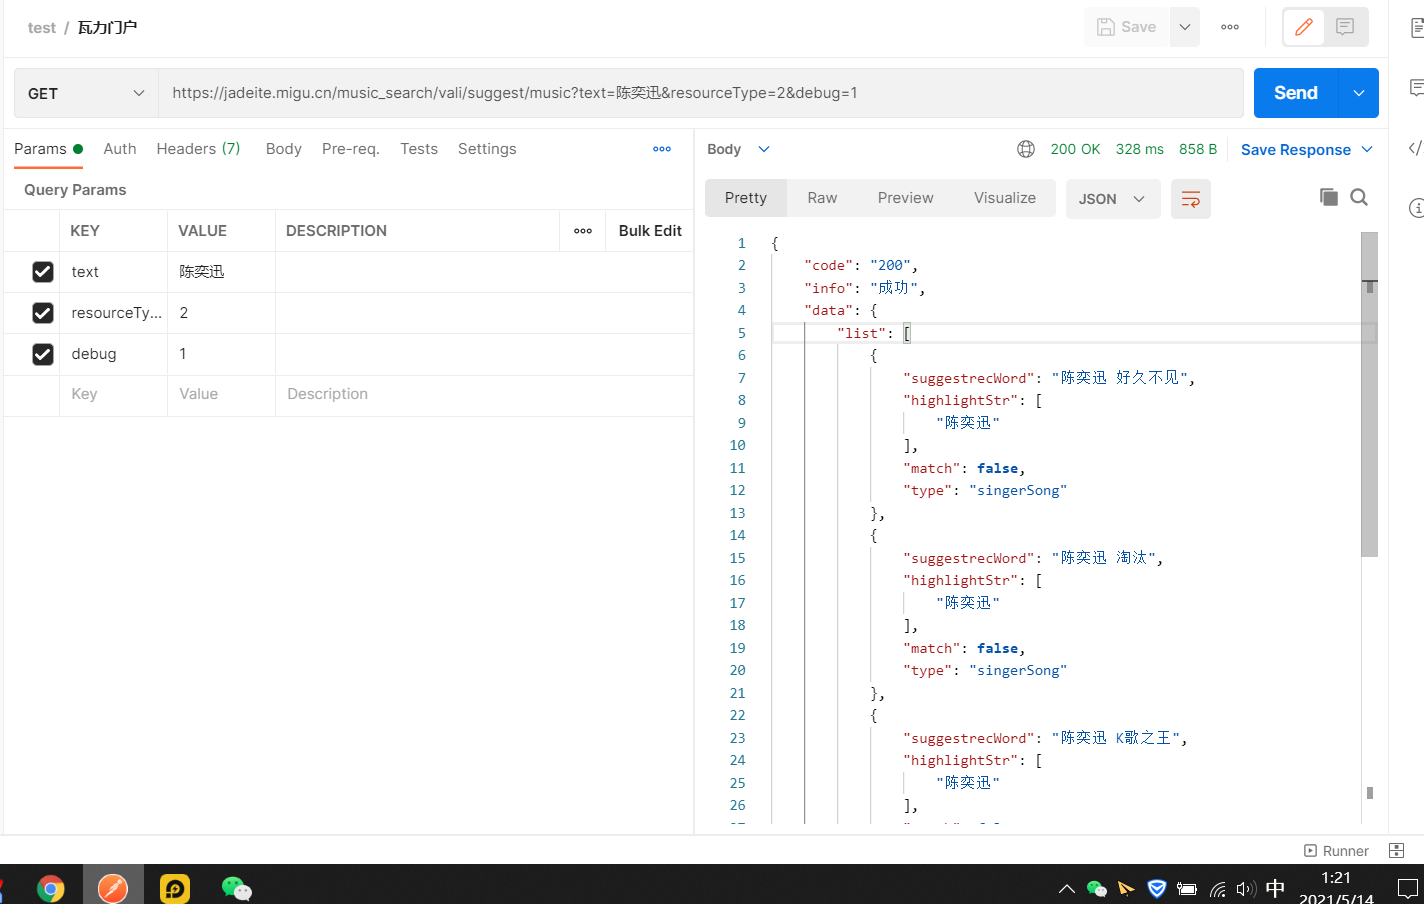 test / 瓦力门户
Save
GET
https://jadeite.migu.cn/music_search/vali/suggest/music?text=陈奕迅&resourceType=2&debug=1
Send
Params Auth Headers (7) Body Pre-req. Tests Settings
Query Params
KEY VALUE DESCRIPTION Bulk Edit
text 陈奕迅
resourceTy... 2
debug 1
Key Value Description
Body 200 OK 328 ms 858 B Save Response
Pretty Raw Preview Visualize JSON
1 {
2 "code": "200",
3 "info": "成功",
4 "data": {
5 "list": [
6 {
7 "suggestrecWord": "陈奕迅 好久不见",
8 "highlightStr": [
9 "陈奕迅"
10 ],
11 "match": false,
12 "type": "singerSong"
13 },
14 {
15 "suggestrecWord": "陈奕迅 淘汰",
16 "highlightStr": [
17 "陈奕迅"
18 ],
19 "match": false,
20 "type": "singerSong"
21 },
22 {
23 "suggestrecWord": "陈奕迅 K歌之王",
24 "highlightStr": [
25 "陈奕迅"
26 ],
Runner
中
1:21
2021/5/14